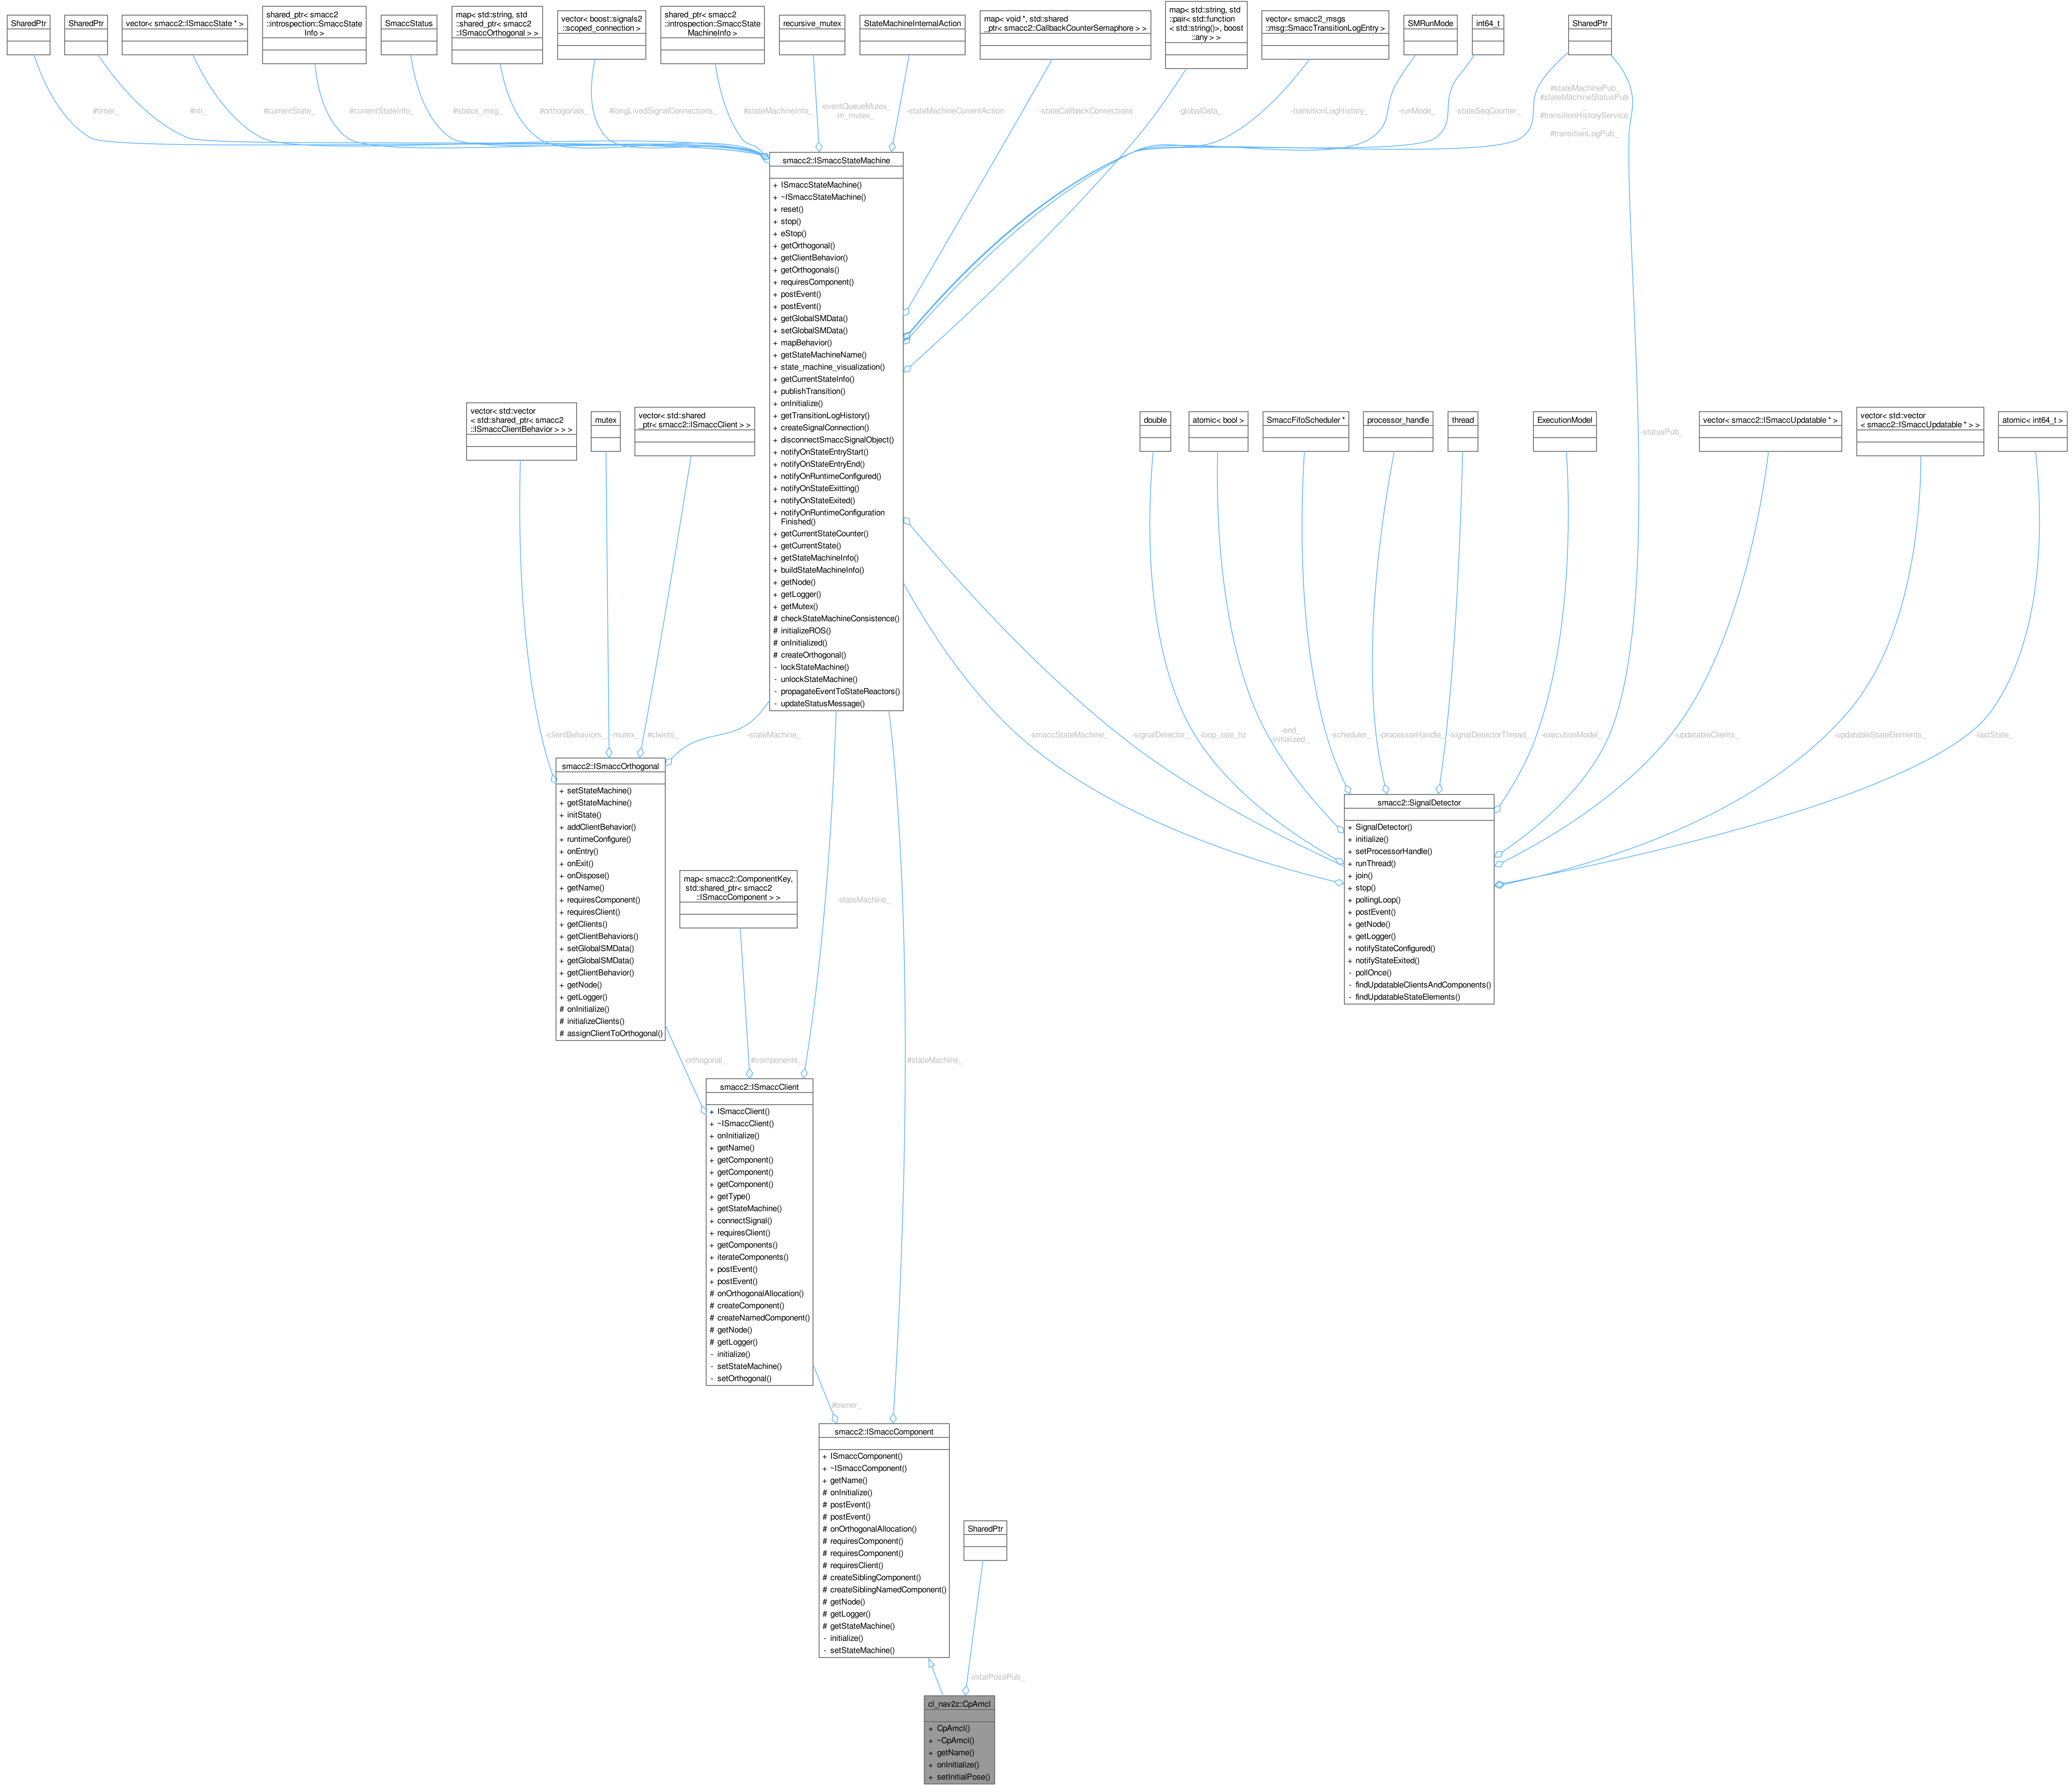 SharedPtr
SharedPtr
vector< smacc2::ISmaccState * >
shared_ptr< smacc2
::introspection::SmaccState
Info >
SmaccStatus
map< std::string, std
::shared_ptr< smacc2
::ISmaccOrthogonal > >
vector< boost::signals2
::scoped_connection >
shared_ptr< smacc2
::introspection::SmaccState
MachineInfo >
recursive_mutex
StateMachineInternalAction
map< void *, std::shared
_ptr< smacc2::CallbackCounterSemaphore > >
map< std::string, std
::pair< std::function
< std::string()>, boost
::any > >
vector< smacc2_msgs
::msg::SmaccTransitionLogEntry >
SMRunMode
int64_t
SharedPtr
#timer_
#nh_
#currentState_
#currentStateInfo_
#status_msg_
#orthogonals_
#longLivedSignalConnections_
#stateMachineInfo_
-eventQueueMutex_
-m_mutex_
-stateMachineCurrentAction
-stateCallbackConnections
-globalData_
-transitionLogHistory_
-runMode_
-stateSeqCounter_
#stateMachinePub_
#stateMachineStatusPub
_
#transitionHistoryService
_
#transitionLogPub_
smacc2::ISmaccStateMachine
+ ISmaccStateMachine()
+ ~ISmaccStateMachine()
+ reset()
+ stop()
+ eStop()
+ getOrthogonal()
+ getClientBehavior()
+ getOrthogonals()
+ requiresComponent()
+ postEvent()
+ postEvent()
+ getGlobalSMData()
+ setGlobalSMData()
+ mapBehavior()
+ getStateMachineName()
+ state_machine_visualization()
+ getCurrentStateInfo()
+ publishTransition()
+ onInitialize()
+ getTransitionLogHistory()
+ createSignalConnection()
+ disconnectSmaccSignalObject()
+ notifyOnStateEntryStart()
+ notifyOnStateEntryEnd()
+ notifyOnRuntimeConfigured()
+ notifyOnStateExitting()
+ notifyOnStateExited()
+ notifyOnRuntimeConfiguration
Finished()
+ getCurrentStateCounter()
+ getCurrentState()
+ getStateMachineInfo()
+ buildStateMachineInfo()
+ getNode()
+ getLogger()
+ getMutex()
# checkStateMachineConsistence()
# initializeROS()
# onInitialized()
# createOrthogonal()
- lockStateMachine()
- unlockStateMachine()
- propagateEventToStateReactors()
- updateStatusMessage()
vector< std::vector
< std::shared_ptr< smacc2
::ISmaccClientBehavior > > >
mutex
vector< std::shared
_ptr< smacc2::ISmaccClient > >
double
atomic< bool >
SmaccFifoScheduler *
processor_handle
thread
ExecutionModel
-statusPub_
vector< smacc2::ISmaccUpdatable * >
vector< std::vector
< smacc2::ISmaccUpdatable * > >
atomic< int64_t >
-clientBehaviors_
-mutex_
#clients_
-stateMachine_
-smaccStateMachine_
-signalDetector_
-loop_rate_hz
-end_
-initialized_
-scheduler_
-processorHandle_
-signalDetectorThread_
-executionModel_
-updatableClients_
-updatableStateElements_
-lastState_
smacc2::ISmaccOrthogonal
+ setStateMachine()
+ getStateMachine()
+ initState()
+ addClientBehavior()
+ runtimeConfigure()
+ onEntry()
+ onExit()
+ onDispose()
+ getName()
+ requiresComponent()
+ requiresClient()
+ getClients()
+ getClientBehaviors()
+ setGlobalSMData()
+ getGlobalSMData()
+ getClientBehavior()
+ getNode()
+ getLogger()
# onInitialize()
# initializeClients()
# assignClientToOrthogonal()
smacc2::SignalDetector
+ SignalDetector()
+ initialize()
+ setProcessorHandle()
+ runThread()
+ join()
+ stop()
+ pollingLoop()
+ postEvent()
+ getNode()
+ getLogger()
+ notifyStateConfigured()
+ notifyStateExited()
- pollOnce()
- findUpdatableClientsAndComponents()
- findUpdatableStateElements()
map< smacc2::ComponentKey,
std::shared_ptr< smacc2
::ISmaccComponent > >
-stateMachine_
-orthogonal_
#components_
#stateMachine_
smacc2::ISmaccClient
+ ISmaccClient()
+ ~ISmaccClient()
+ onInitialize()
+ getName()
+ getComponent()
+ getComponent()
+ getComponent()
+ getType()
+ getStateMachine()
+ connectSignal()
+ requiresClient()
+ getComponents()
+ iterateComponents()
+ postEvent()
+ postEvent()
# onOrthogonalAllocation()
# createComponent()
# createNamedComponent()
# getNode()
# getLogger()
- initialize()
- setStateMachine()
- setOrthogonal()
#owner_
smacc2::ISmaccComponent
+ ISmaccComponent()
+ ~ISmaccComponent()
+ getName()
# onInitialize()
# postEvent()
# postEvent()
# onOrthogonalAllocation()
# requiresComponent()
# requiresComponent()
# requiresClient()
# createSiblingComponent()
# createSiblingNamedComponent()
# getNode()
# getLogger()
# getStateMachine()
- initialize()
- setStateMachine()
SharedPtr
-initalPosePub_
cl_nav2z::CpAmcl
+ CpAmcl()
+ ~CpAmcl()
+ getName()
+ onInitialize()
+ setInitialPose()